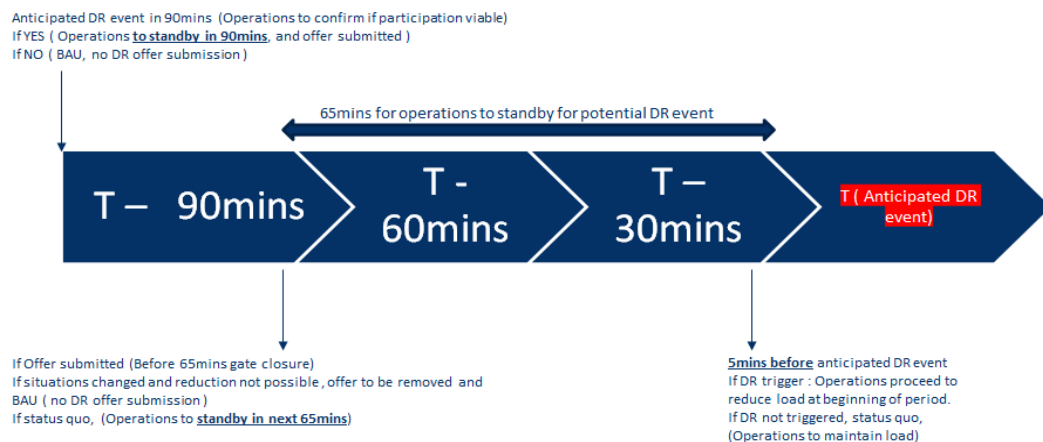 Anticipated DR event in 90mins (Operations to confirm if participation viable)
If YES ( Operations to standby in 90mins, and offer submitted )
If NO ( BAU, no DR offer submission )
65mins for operations to standby for potential DR event
T – 90mins
T -
60mins
T –
30mins
T ( Anticipated DR
event)
If Offer submitted (Before 65mins gate closure)
If situations changed and reduction not possible , offer to be removed and
BAU ( no DR offer submission )
If status quo, (Operations to standby in next 65mins)
5mins before anticipated DR event
If DR trigger : Operations proceed to
reduce load at beginning of period.
If DR not triggered, status quo,
(Operations to maintain load)